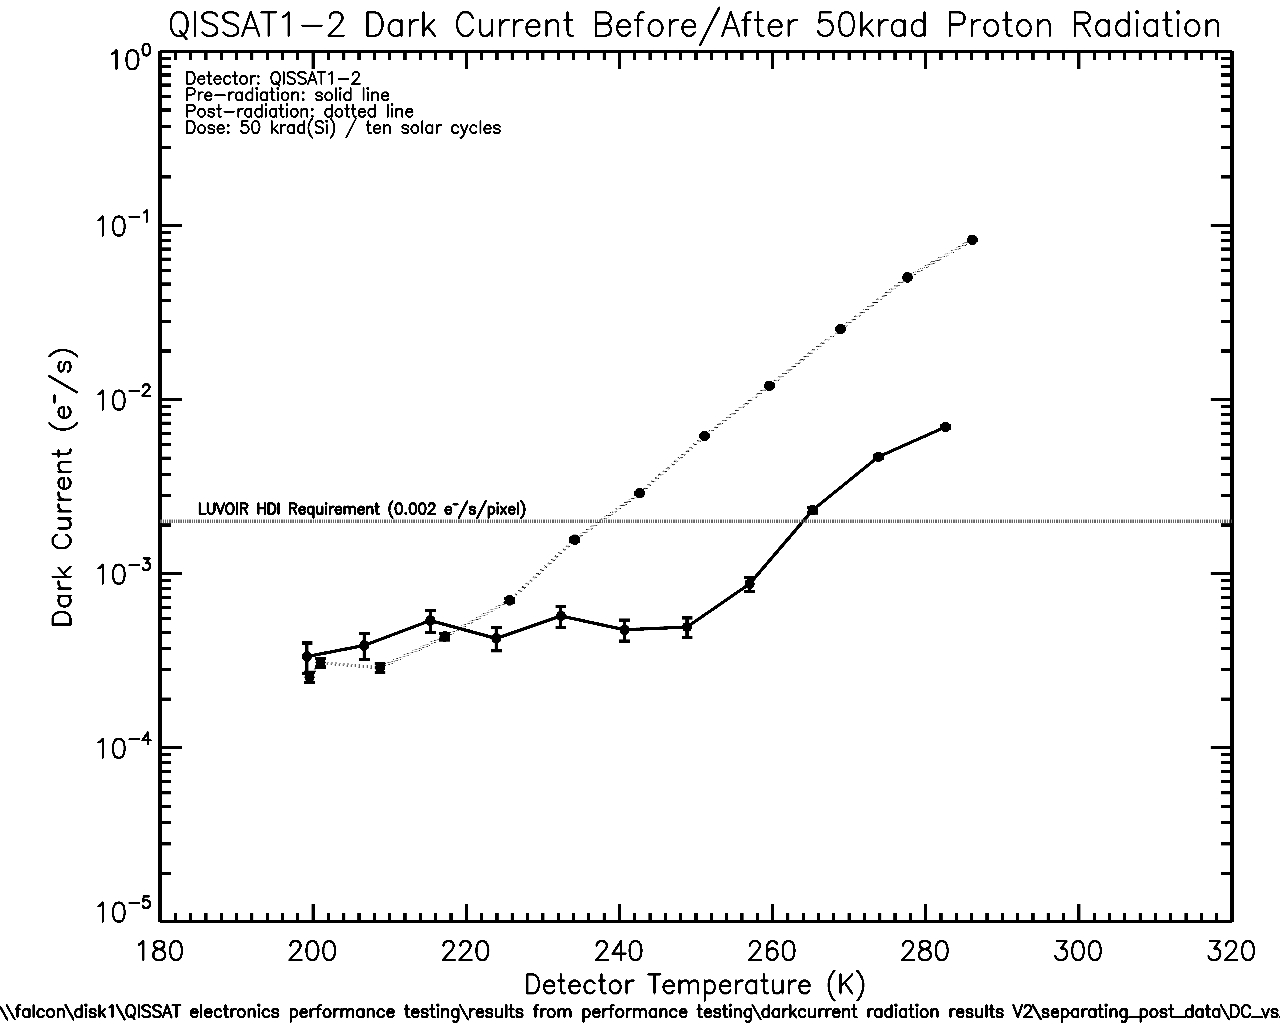 QISSAT1-2 Dark Current Before/After 50krad Proton Radiation
Detector: QISSAT1-2
Pre-radiation: solid line
Post-radiation: dotted line
Dose: 50 krad(Si) / ten solar cycles
10⁰
10⁻¹
10⁻²
10⁻³
10⁻⁴
10⁻⁵
Dark Current (e⁻/s)
LUVOIR HDI Requirement (0.002 e⁻/s/pixel)
180 200 220 240 260 280 300 320
Detector Temperature (K)
\\falcon\disk1\QISSAT electronics performance testing\results from performance testing\darkcurrent radiation results V2\separating_post_data\DC_vs